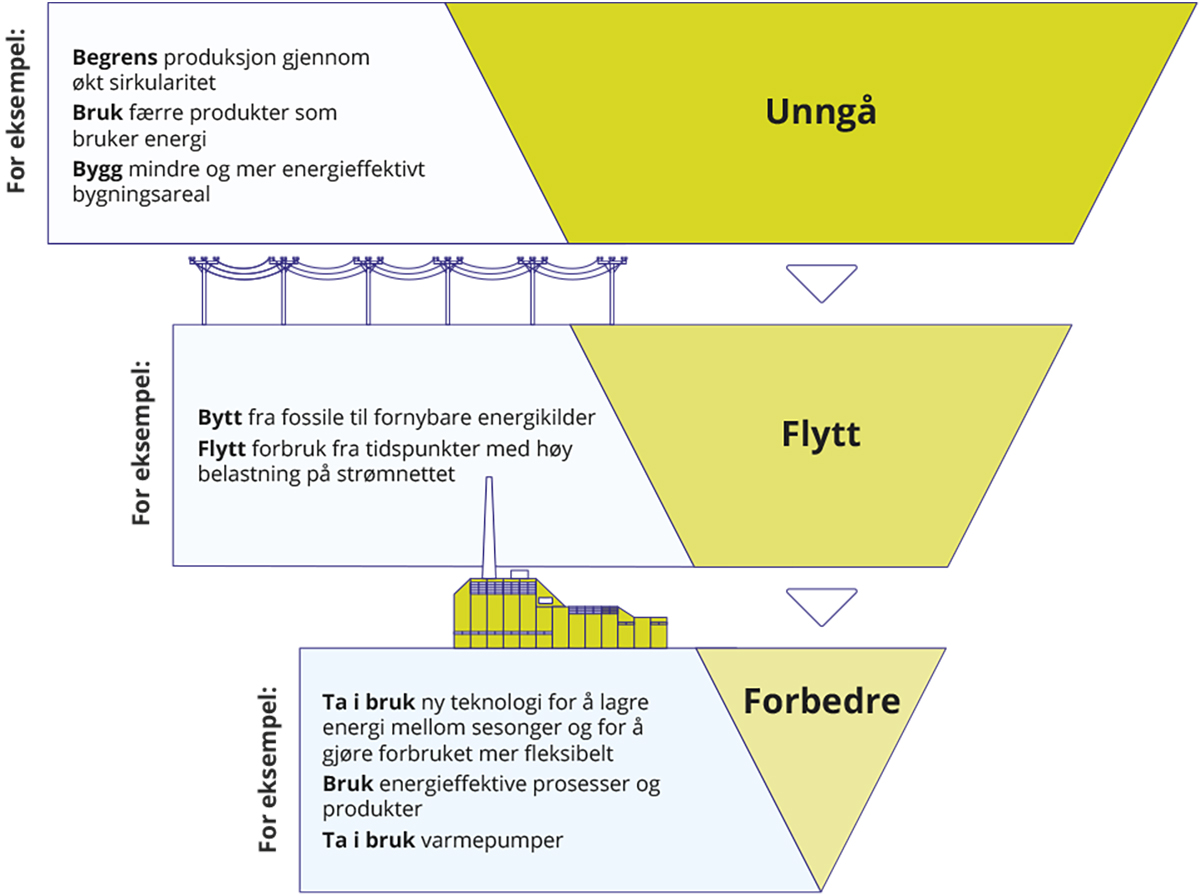 For eksempel:
Begrens produksjon gjennom
økt sirkularitet
Bruk færre produkter som
bruker energi
Bygg mindre og mer energieffektivt
bygningsareal
Unngå
For eksempel:
Bytt fra fossile til fornybare energikilder
Flytt forbruk fra tidspunkter med høy
belastning på strømnettet
Flytt
For eksempel:
Ta i bruk ny teknologi for å lagre
energi mellom sesonger og for å
gjøre forbruket mer fleksibelt
Bruk energieffektive prosesser og
produkter
Ta i bruk varmepumper
Forbedre